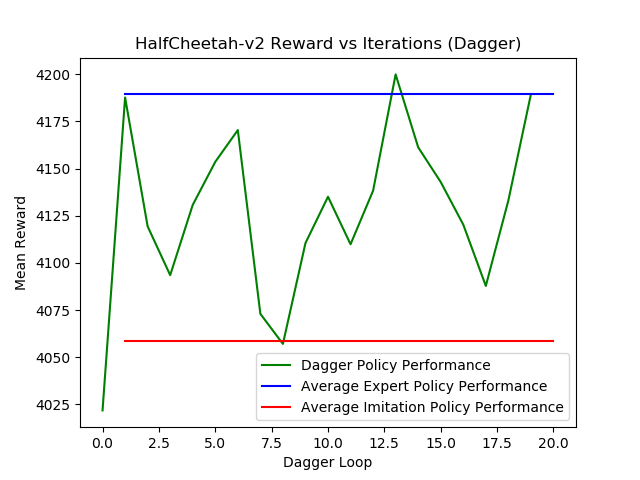 HalfCheetah-v2 Reward vs Iterations (Dagger)
4200
4175
4150
4125
4100
4075
4050
4025
Mean Reward
Dagger Policy Performance
Average Expert Policy Performance
Average Imitation Policy Performance
0.0 2.5 5.0 7.5 10.0 12.5 15.0 17.5 20.0
Dagger Loop